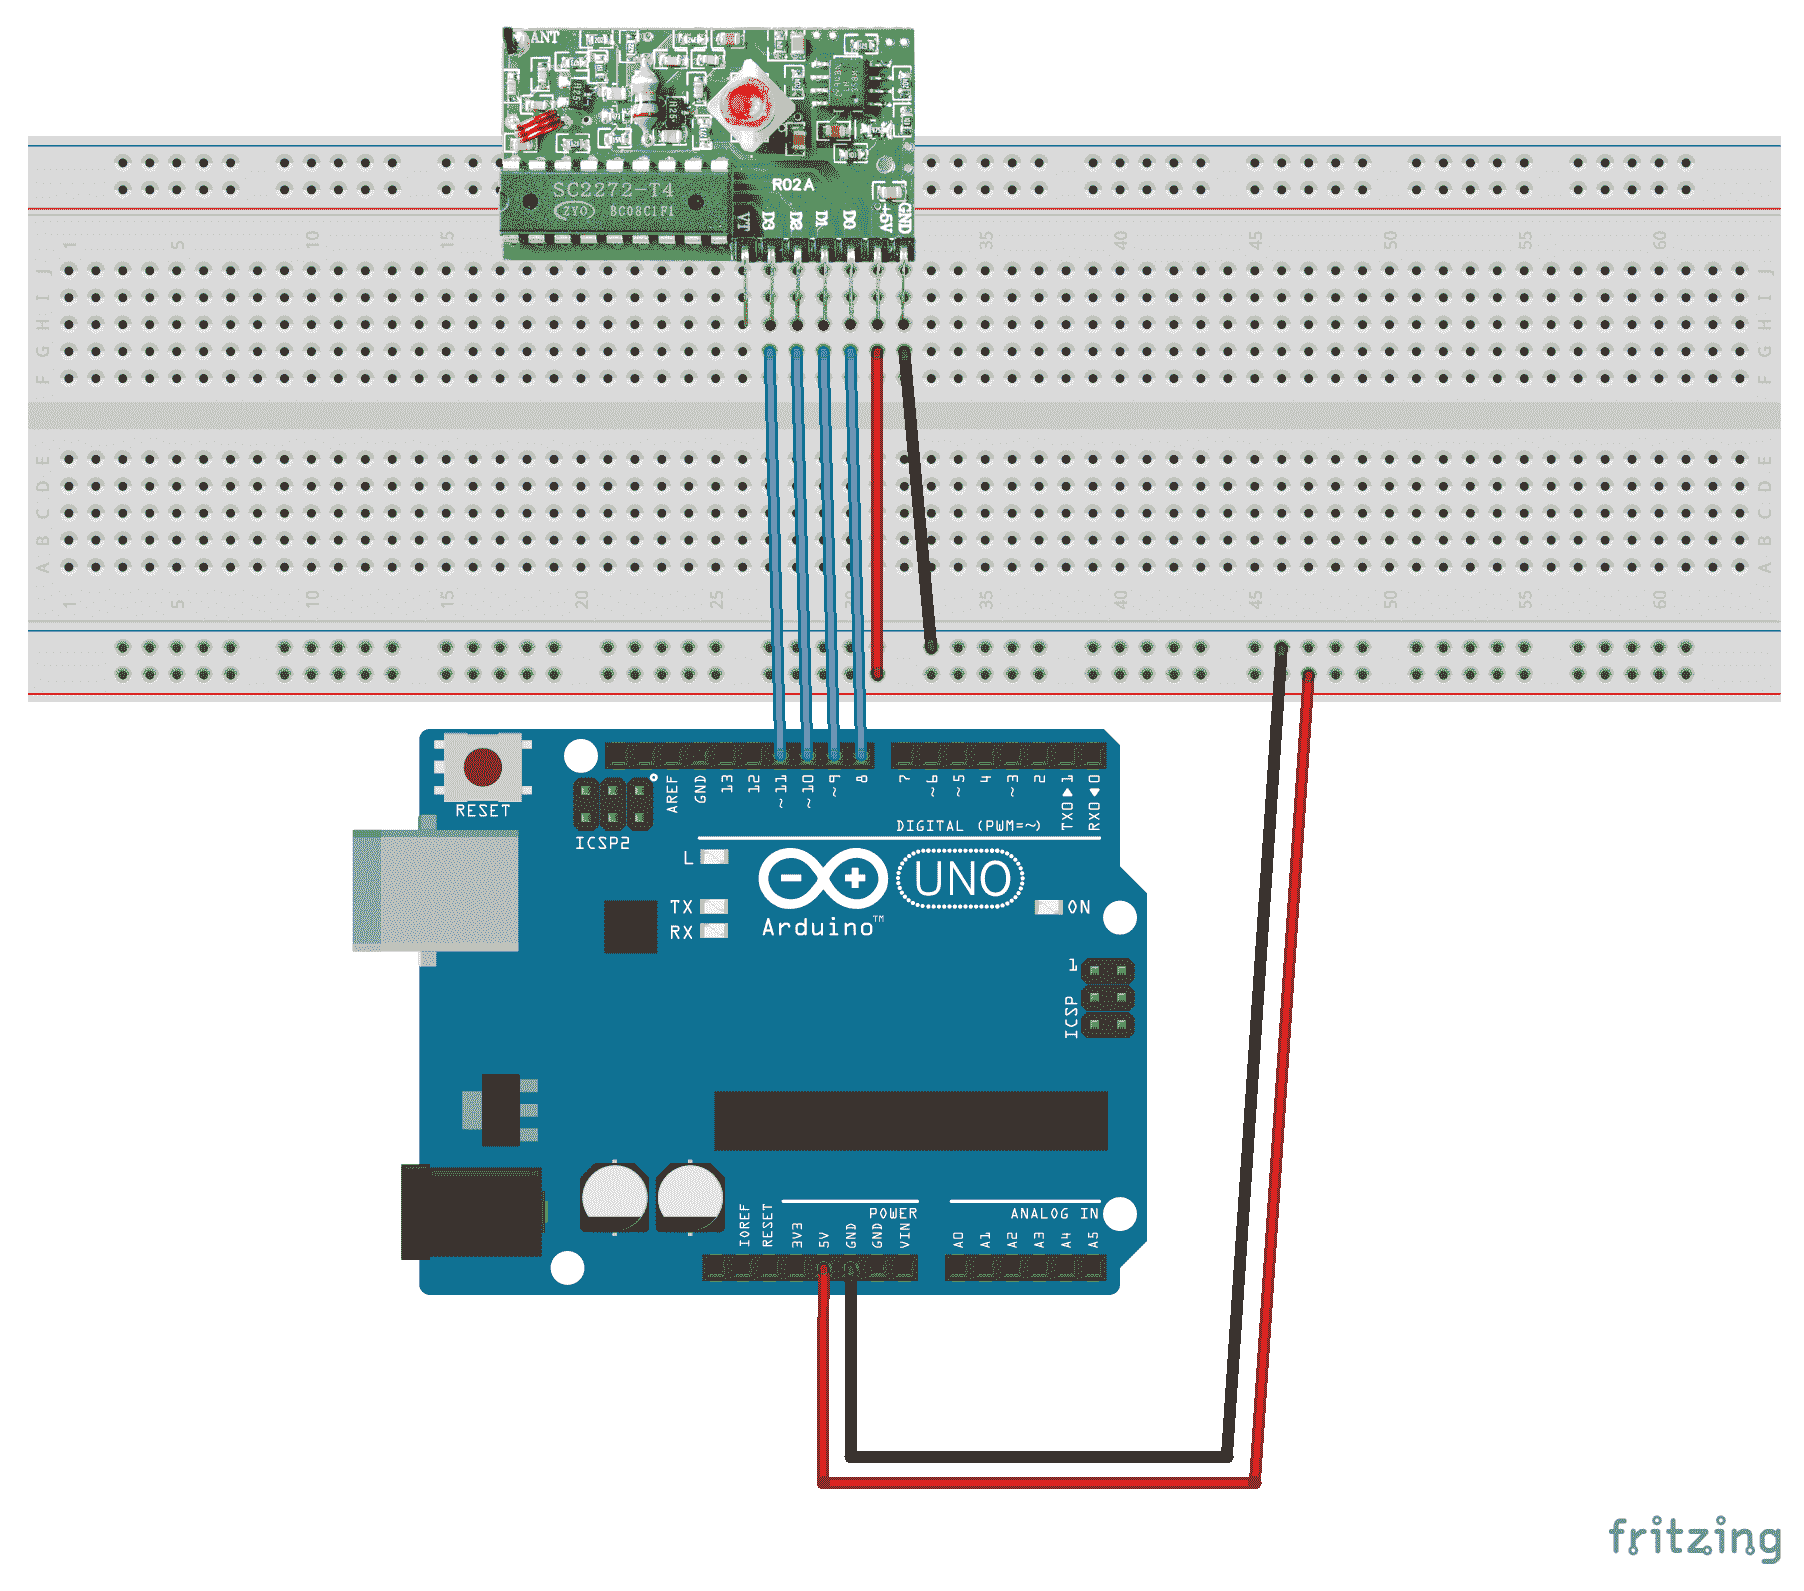 ANT
SC2272-T4
ZYO BC08C1F1
R02A
VT D3 D2 D1 D0 +5V GND
1 5 10 15 35 40 45 50 55 60
J J
I I
H H
G G
F F
E E
D D
C C
B B
A A
1 5 10 15 20 25 30 35 40 45 50 55 60
RESET
AREF GND 13 12 ~11 ~10 ~9 8 7 ~6 ~5 4 ~3 2 TX0▶1 RX0◀0
ICSP2
DIGITAL (PWM=~)
L
UNO
TX
RX
Arduino™
ON
1
ICSP
POWER
ANALOG IN
IOREF RESET 3V3 5V GND GND VIN A0 A1 A2 A3 A4 A5
fritzing